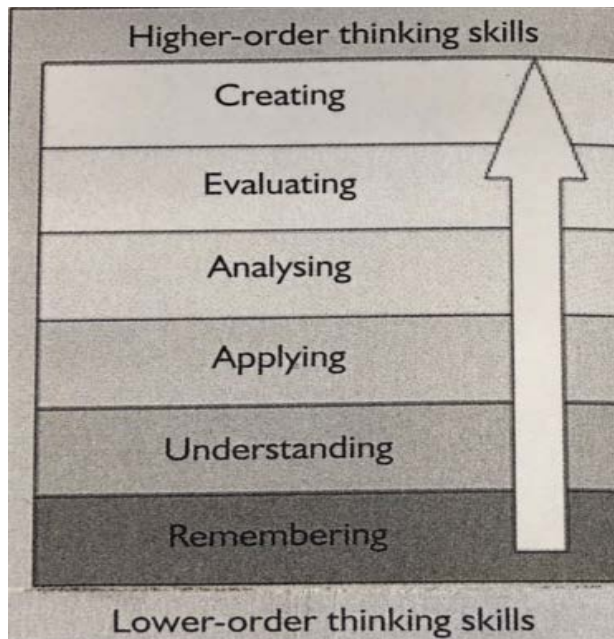 Higher-order thinking skills
Creating
Evaluating
Analysing
Applying
Understanding
Remembering
Lower-order thinking skills